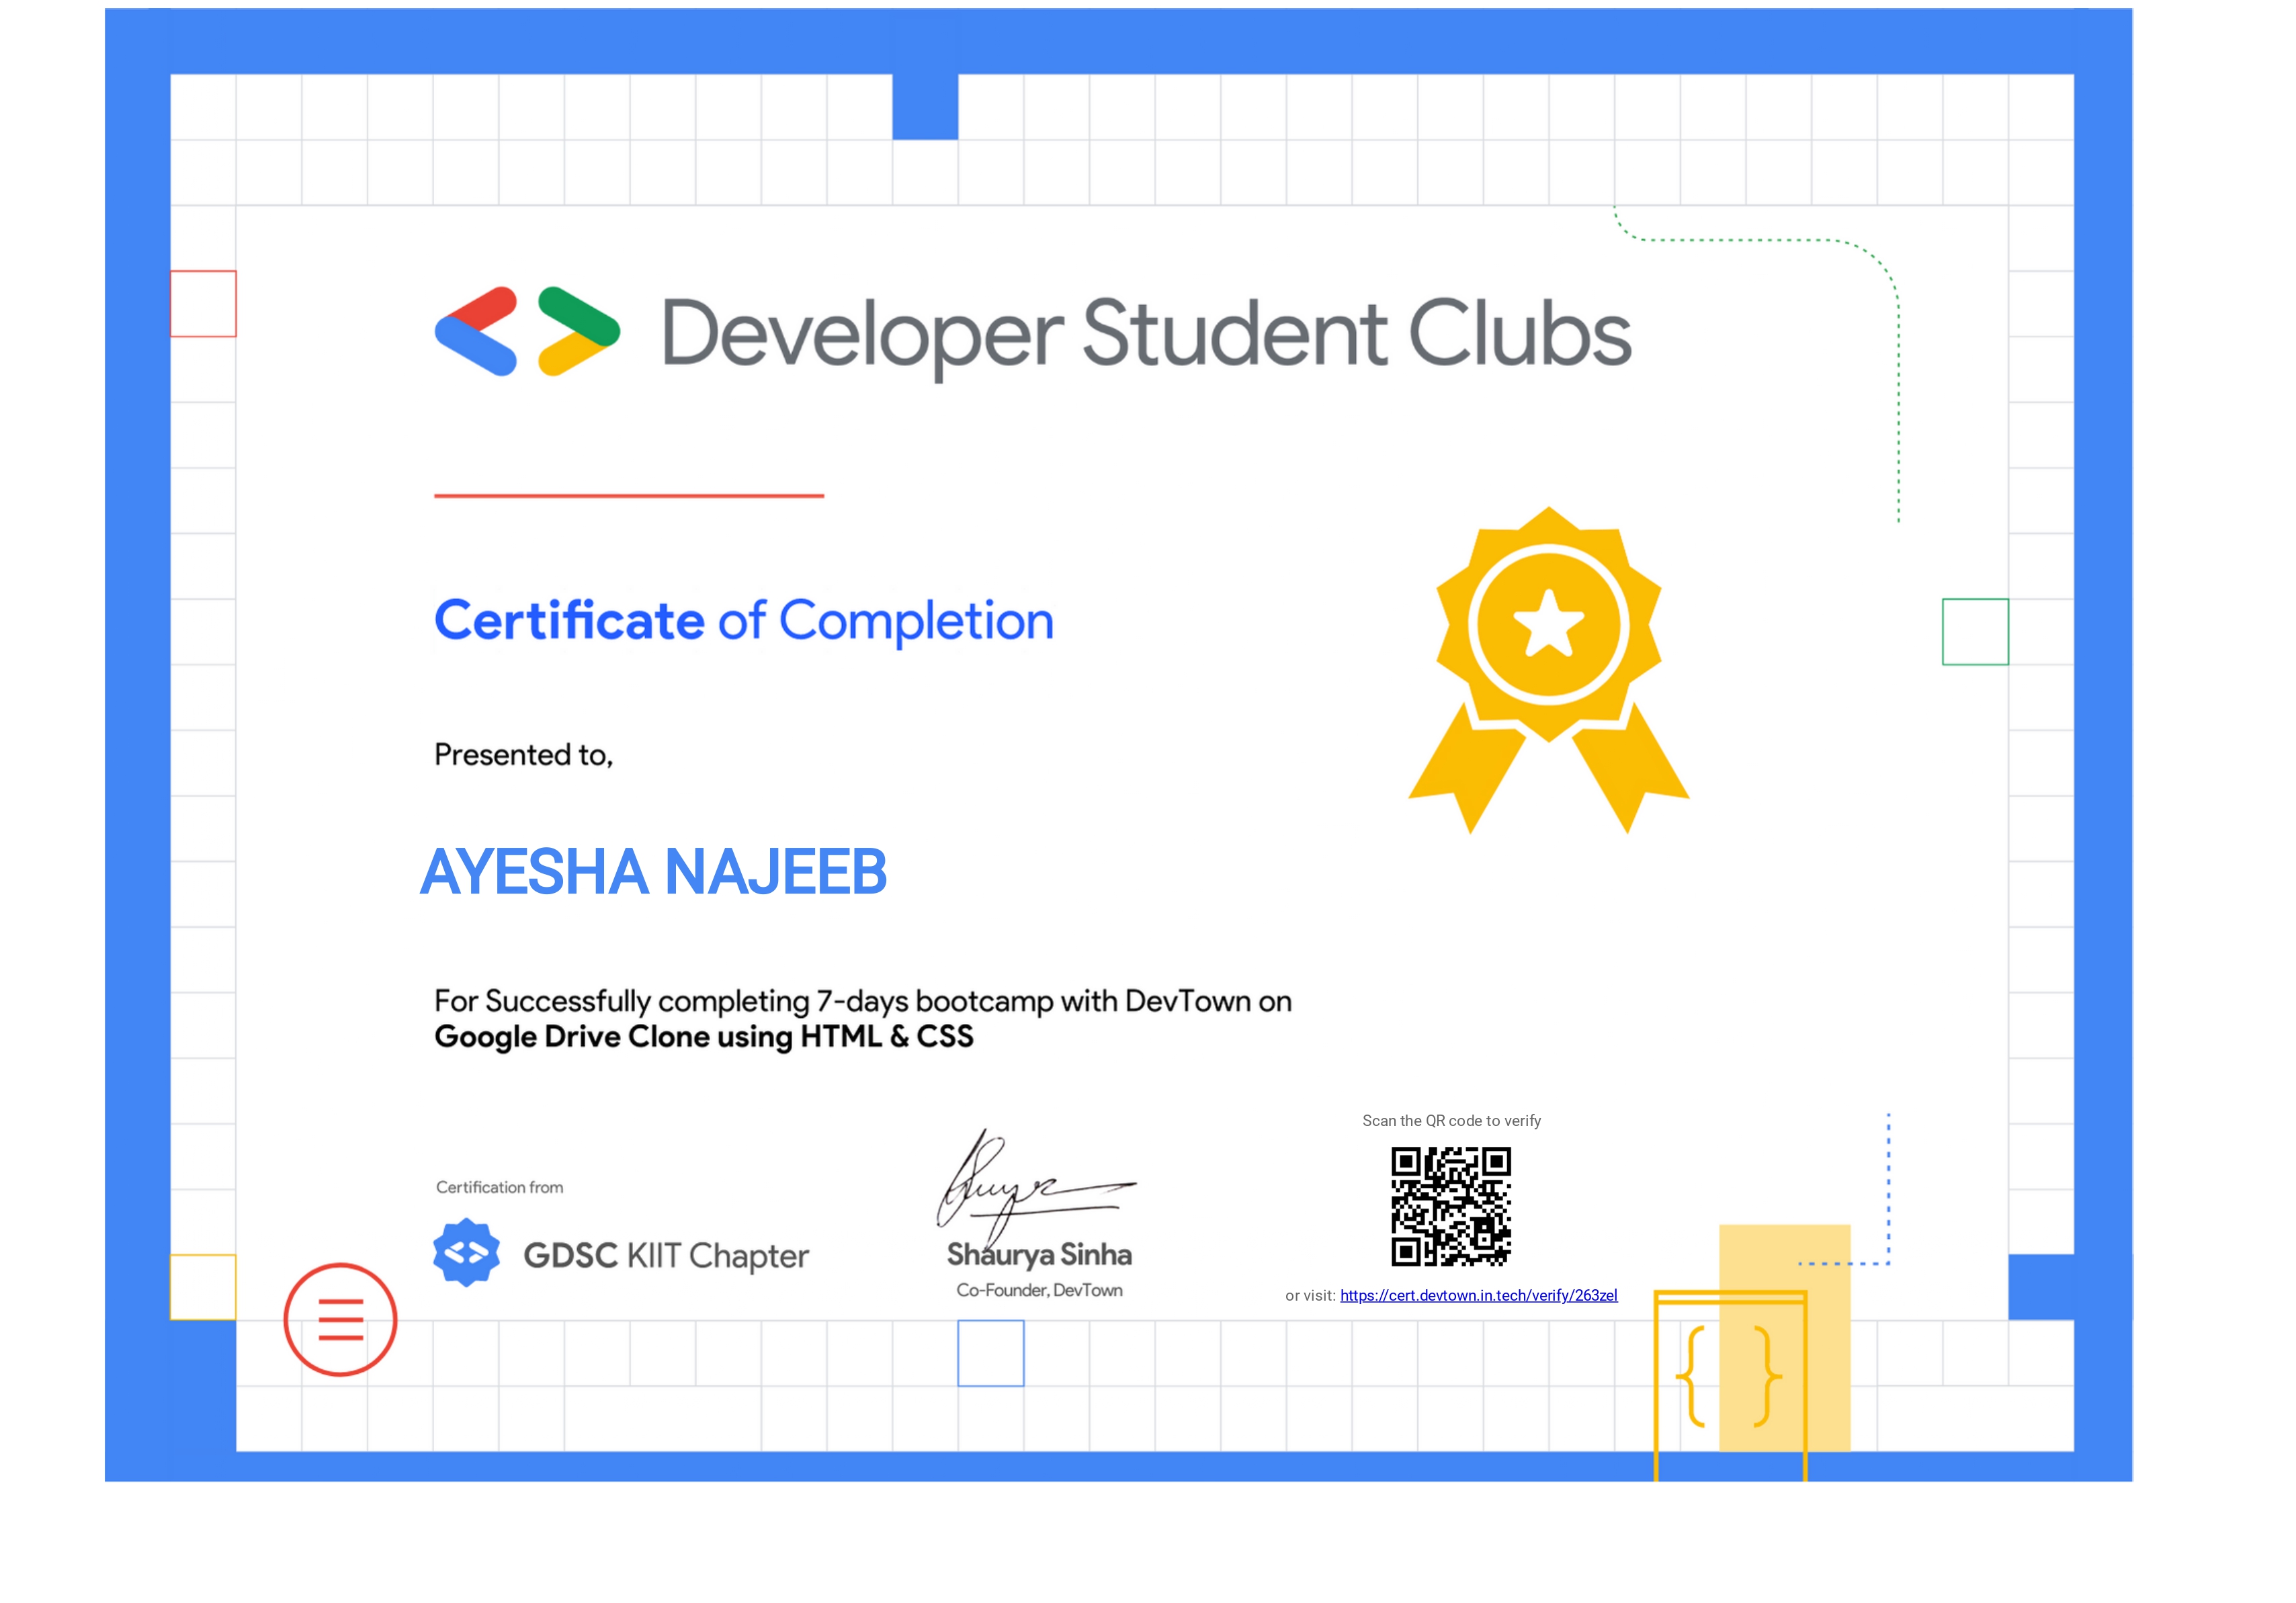 Developer Student Clubs
Certificate of Completion
Presented to,
AYESHA NAJEEB
For Successfully completing 7-days bootcamp with DevTown on
Google Drive Clone using HTML & CSS
Scan the QR code to verify
Certification from
GDSC KIIT Chapter
Shaurya Sinha
Co-Founder, DevTown
or visit: https://cert.devtown.in.tech/verify/263zel
{ }